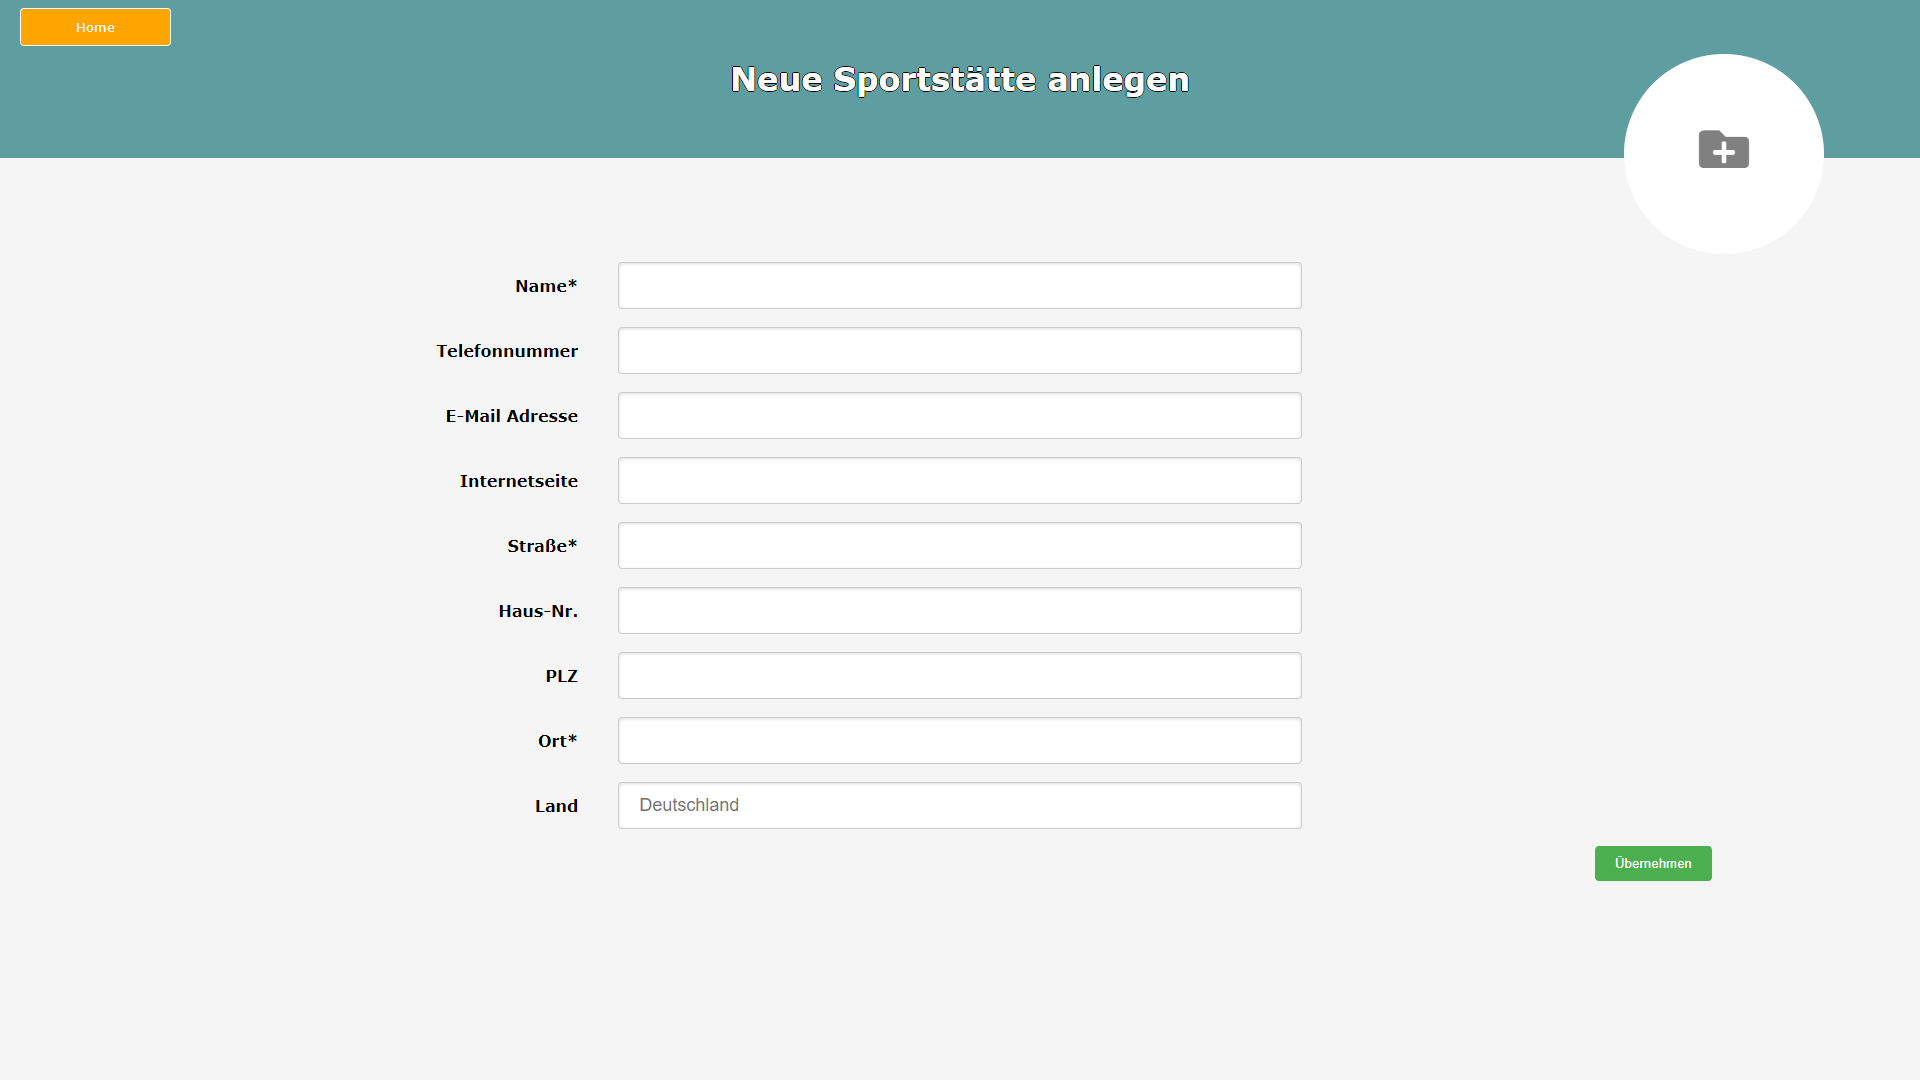 Home
Neue Sportstätte anlegen
Name*
Telefonnummer
E-Mail Adresse
Internetseite
Straße*
Haus-Nr.
PLZ
Ort*
Land
Deutschland
Übernehmen